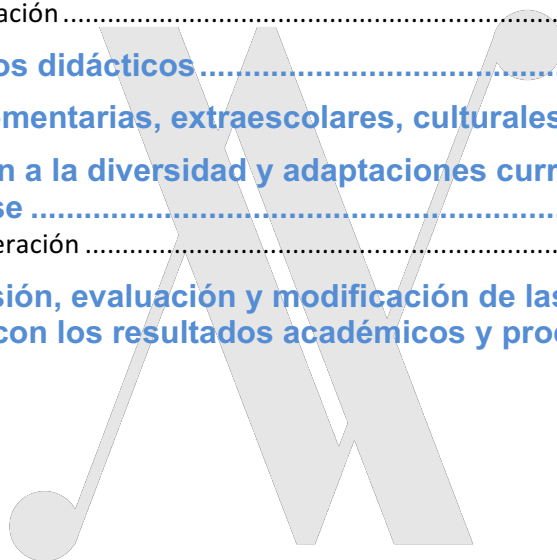 ación ................................................................................
os didácticos ...........................................
mentarias, extraescolares, culturales
n a la diversidad y adaptaciones curr
se ...............................................................
eración ............................................................................
sión, evaluación y modificación de las
con los resultados académicos y pro